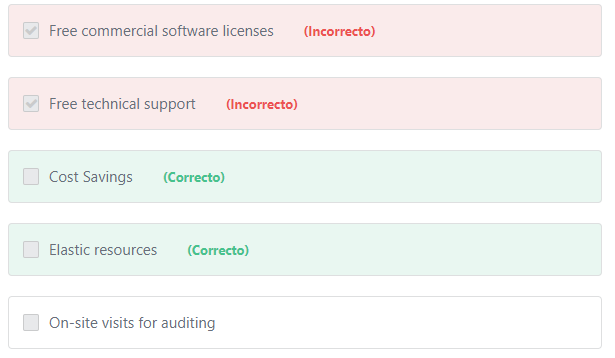 Free commercial software licenses (Incorrecto)
Free technical support (Incorrecto)
Cost Savings (Correcto)
Elastic resources (Correcto)
On-site visits for auditing